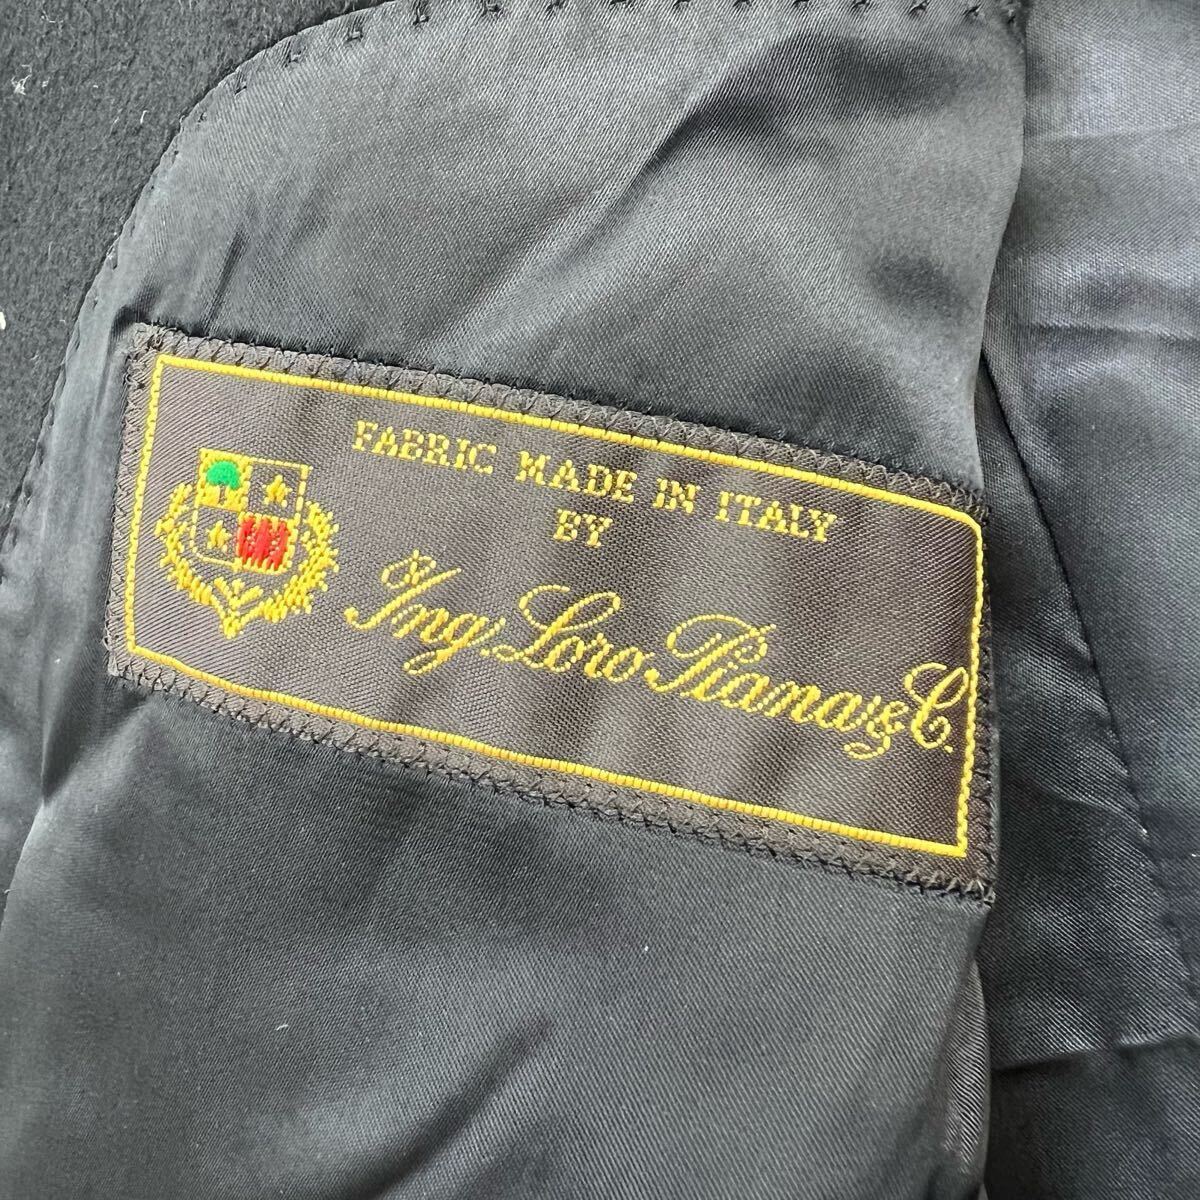 FABRIC MADE IN ITALY
BY
Ing. Loro Piana & C.